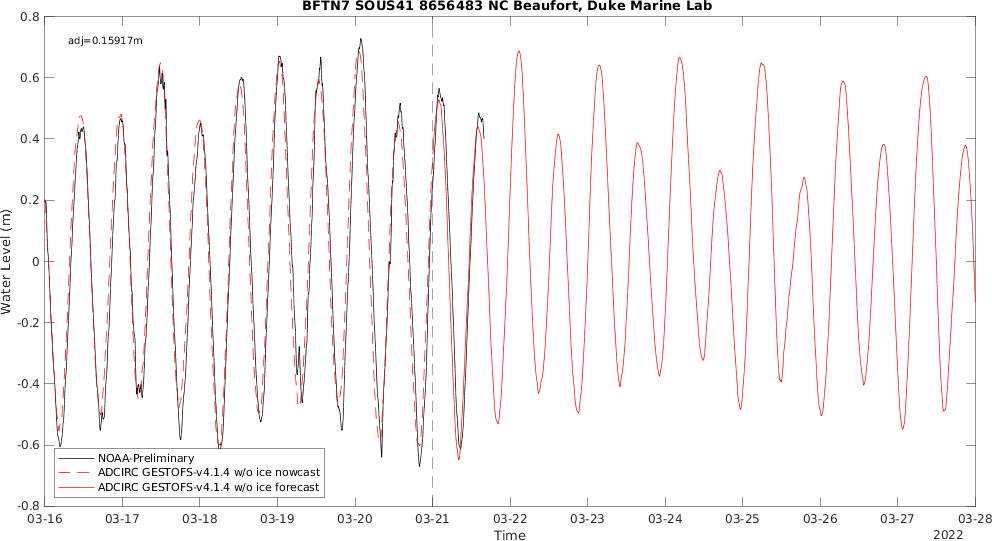 BFTN7 SOUS41 8656483 NC Beaufort, Duke Marine Lab
adj=0.15917m
0.8
0.6
0.4
0.2
0
-0.2
-0.4
-0.6
-0.8
Water Level (m)
NOAA-Preliminary
ADCIRC GESTOFS-v4.1.4 w/o ice nowcast
ADCIRC GESTOFS-v4.1.4 w/o ice forecast
03-16 03-17 03-18 03-19 03-20 03-21 03-22 03-23 03-24 03-25 03-26 03-27 03-28
Time
2022